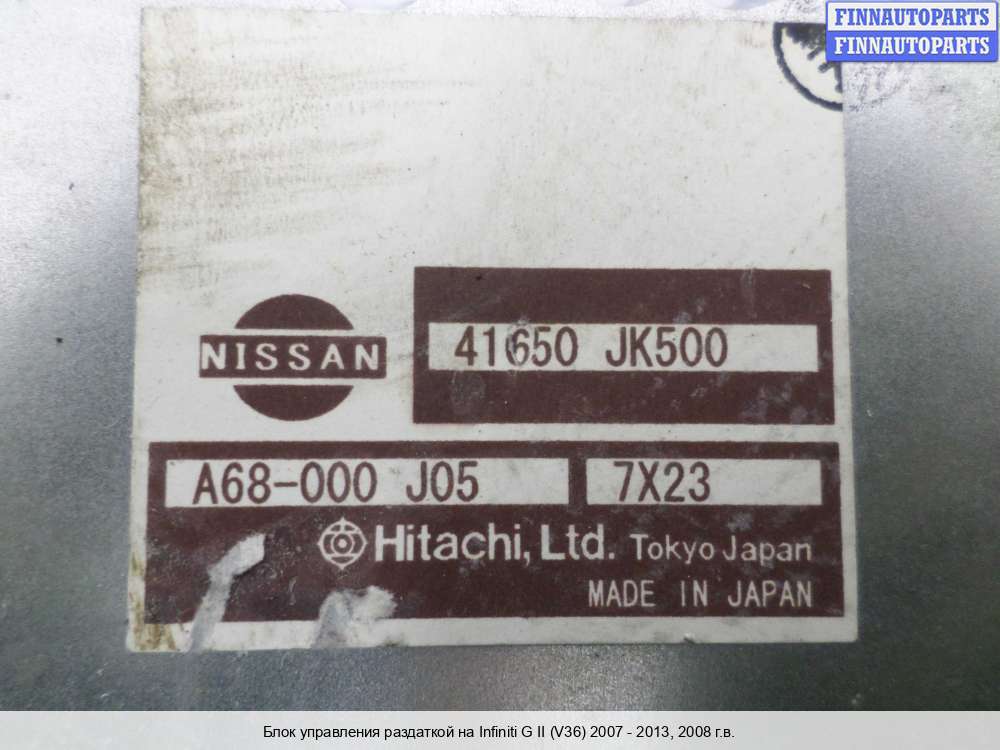 FINNAUTOPARTS
FINNAUTOPARTS
NISSAN
41650 JK500
A68-000 J05
7X23
Hitachi, Ltd. Tokyo Japan
MADE IN JAPAN
Блок управления раздаткой на Infiniti G II (V36) 2007 - 2013, 2008 г.в.